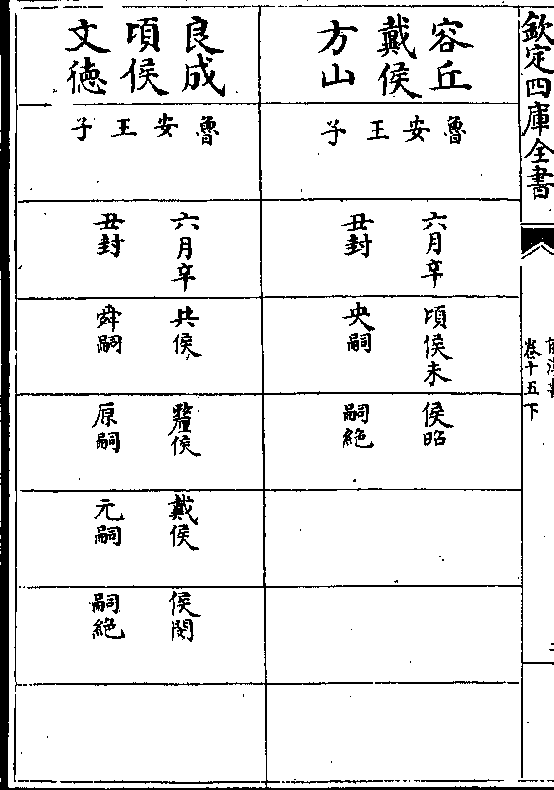 欽定四庫全書
前漢書
卷十五下
容丘
戴侯
方山
魯安王子
六月辛
丑封
頃侯未
央嗣
侯昭
嗣絶
良成
頃侯
文德
魯安王子
六月辛
丑封
共侯
舜嗣
釐侯
原嗣
戴侯
元嗣
侯閔
嗣絶